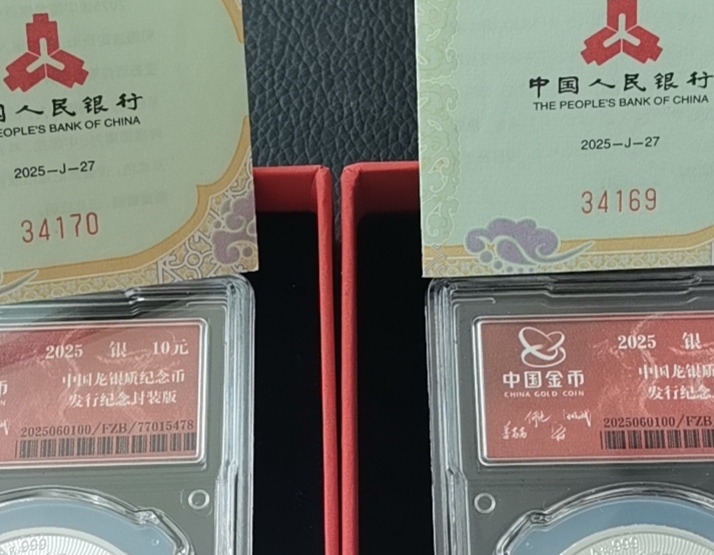 人民银行
EOPLE'S BANK OF CHINA
2025-J-27
34170
中国人民银行
THE PEOPLE'S BANK OF CHINA
2025-J-27
34169
2025 银 10元
中国龙银质纪念币
发行纪念封装版
2025060100/FZB/77015478
.999
中国金币
CHINA GOLD COIN
2025 银
中国龙银质
发行纪念
2025060100/FZB/
.999